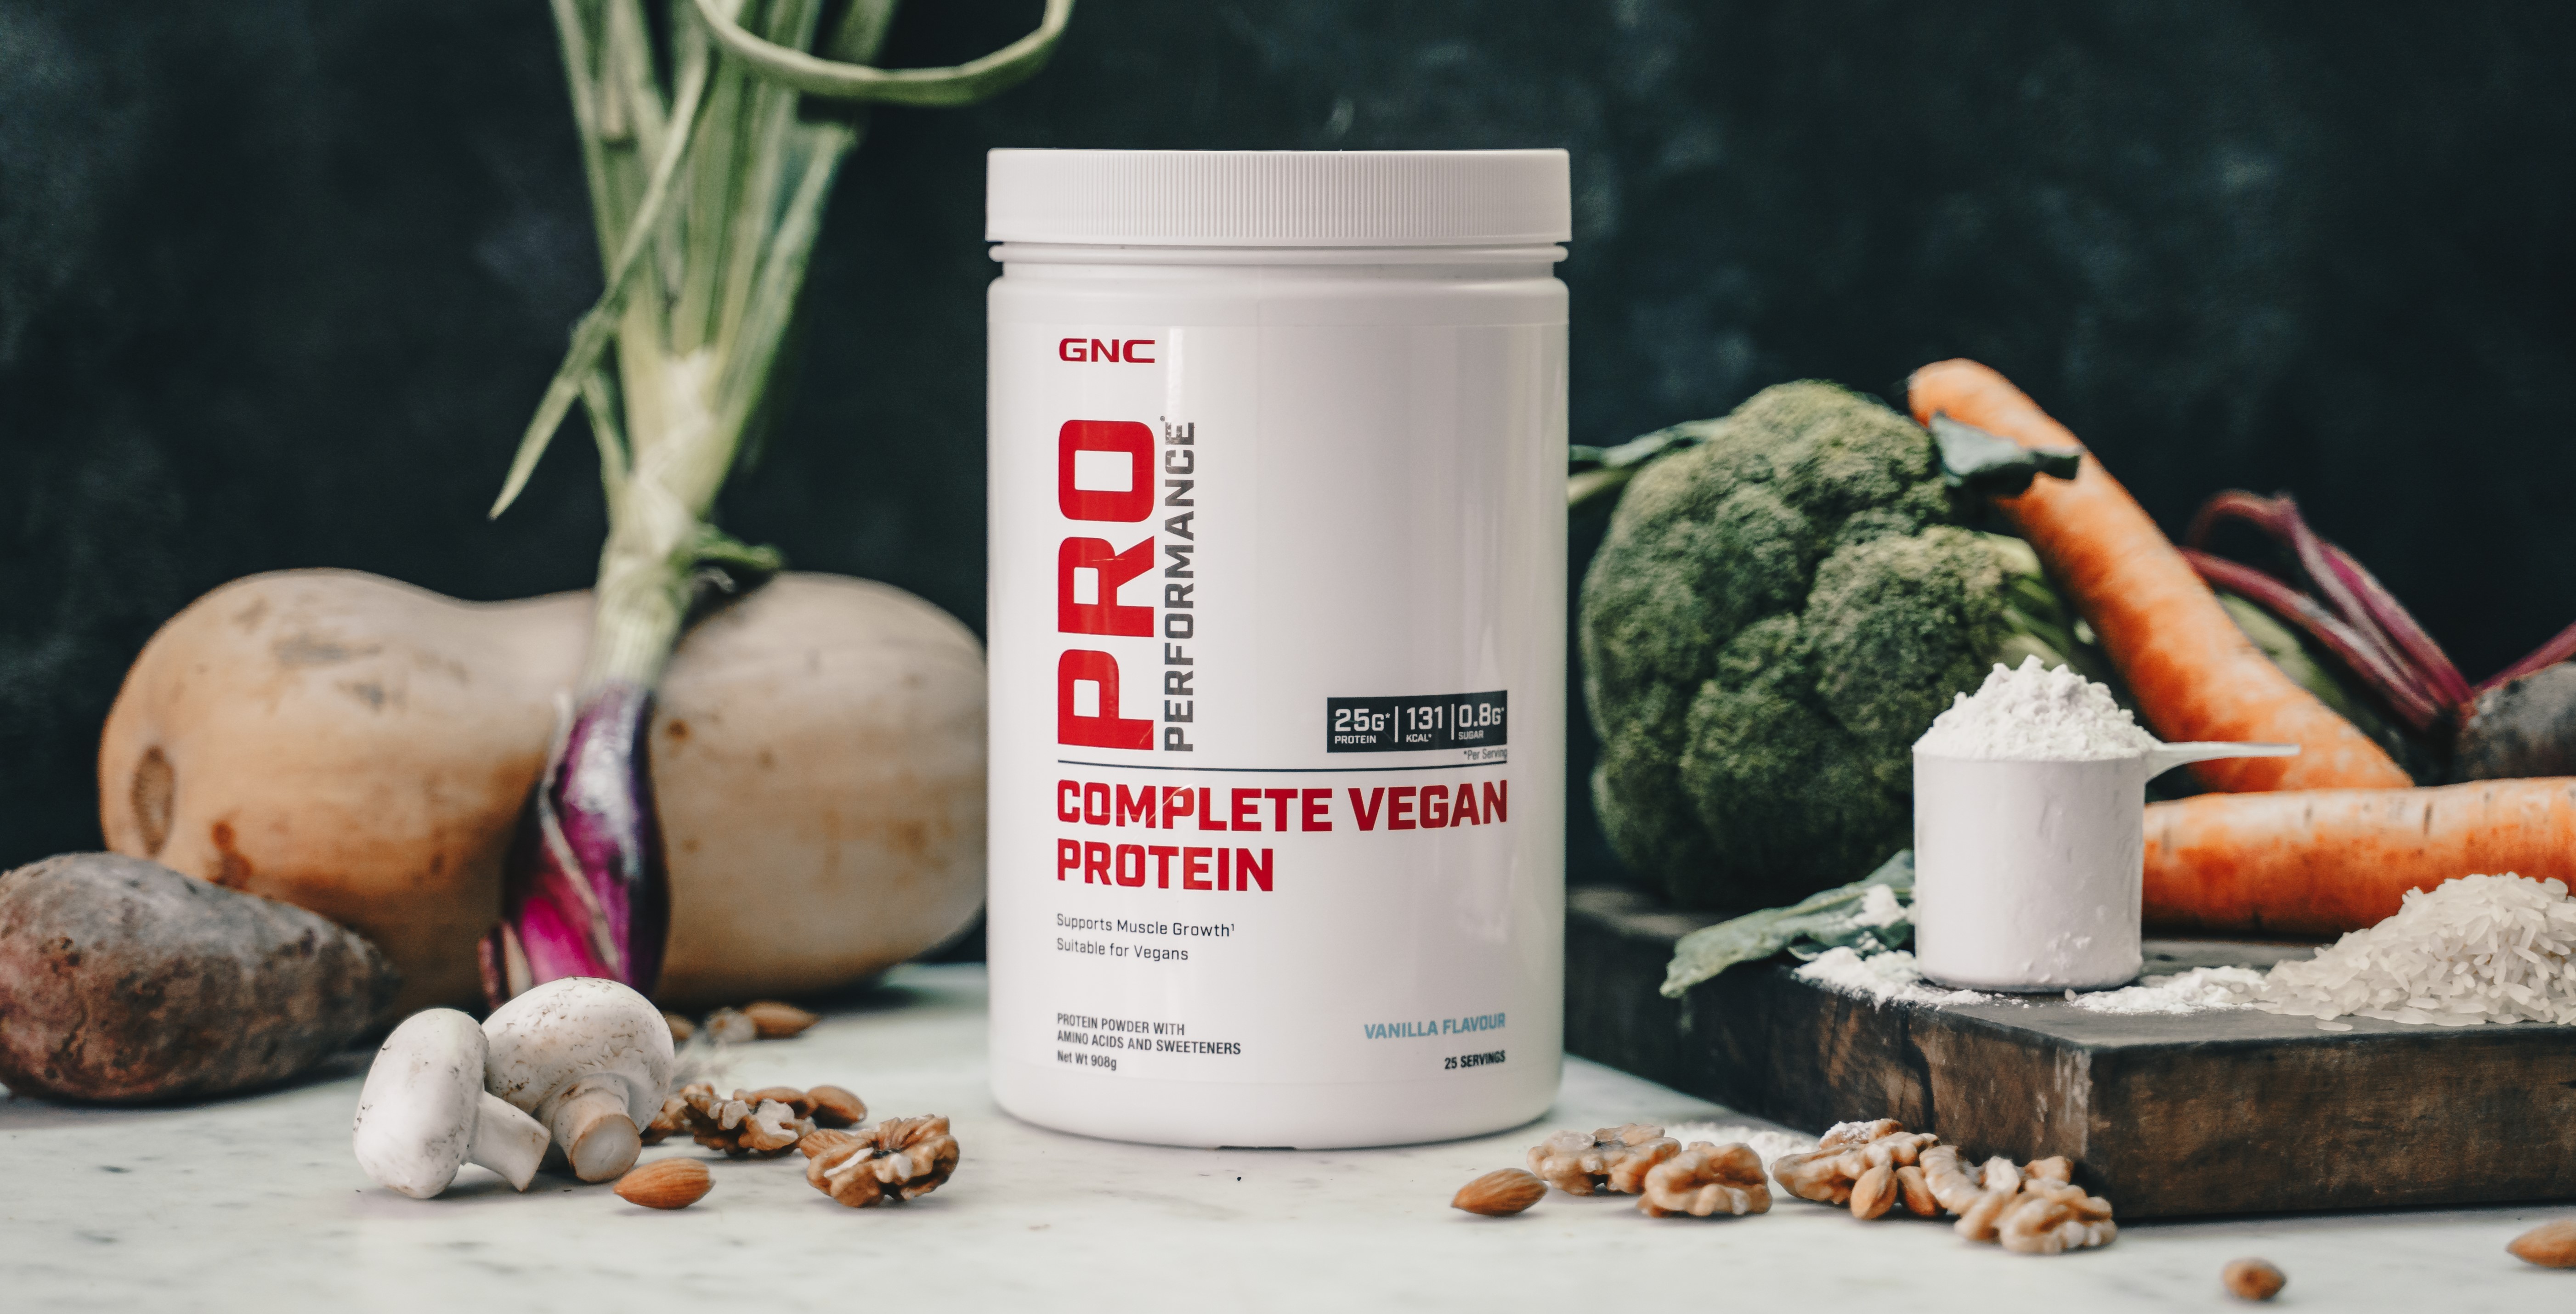 GNC
PRO
PERFORMANCE
25G* | 131 | 0.8G*
PROTEIN KCAL* SUGAR
*Per Serving
COMPLETE VEGAN
PROTEIN
Supports Muscle Growth¹
Suitable for Vegans
PROTEIN POWDER WITH
AMINO ACIDS AND SWEETENERS
Net Wt 908g
VANILLA FLAVOUR
25 SERVINGS